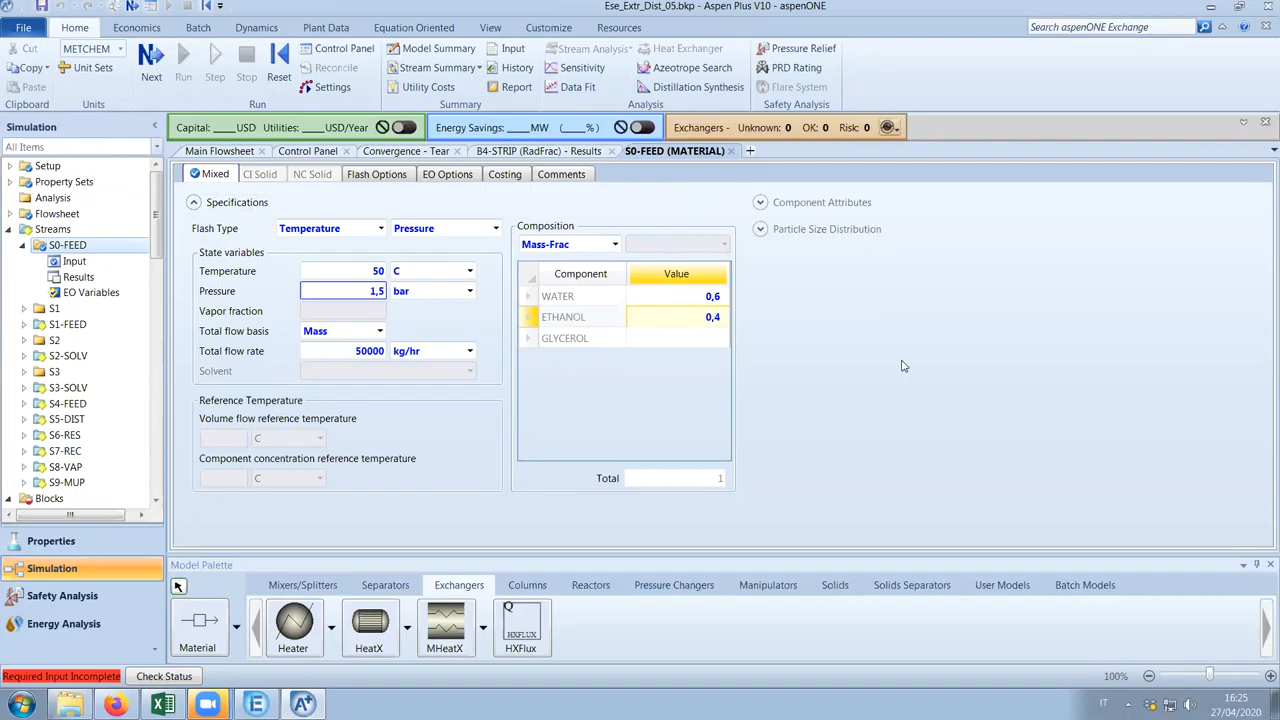 Ese_Extr_Dist_05.bkp - Aspen Plus V10 - aspenONE
File Home Economics Batch Dynamics Plant Data Equation Oriented View Customize Resources Search aspenONE Exchange
Cut METCHEM Control Panel Model Summary Input Stream Analysis Heat Exchanger Pressure Relief
Copy Unit Sets Next Run Step Stop Reset Reconcile Stream Summary History Sensitivity Azeotrope Search PRD Rating
Paste Settings Utility Costs Report Data Fit Distillation Synthesis Flare System
Clipboard Units Run Summary Analysis Safety Analysis
Simulation Capital: ____USD Utilities: ____USD/Year Energy Savings: ____MW (____%) Exchangers - Unknown: 0 OK: 0 Risk: 0
All Items Main Flowsheet Control Panel Convergence - Tear B4-STRIP (RadFrac) - Results S0-FEED (MATERIAL)
Setup
Property Sets
Analysis
Flowsheet
Streams
S0-FEED
Input
Results
EO Variables
S1
S1-FEED
S2
S2-SOLV
S3
S3-SOLV
S4-FEED
S5-DIST
S6-RES
S7-REC
S8-VAP
S9-MUP
Blocks
Properties
Simulation
Safety Analysis
Energy Analysis
Mixed CI Solid NC Solid Flash Options EO Options Costing Comments
Specifications
Flash Type Temperature Pressure
State variables
Temperature 50 C
Pressure 1,5 bar
Vapor fraction
Total flow basis Mass
Total flow rate 50000 kg/hr
Solvent
Reference Temperature
Volume flow reference temperature
C
Component concentration reference temperature
C
Composition
Mass-Frac
Component Value
WATER 0,6
ETHANOL 0,4
GLYCEROL
Total 1
Component Attributes
Particle Size Distribution
Model Palette
Mixers/Splitters Separators Exchangers Columns Reactors Pressure Changers Manipulators Solids Solids Separators User Models Batch Models
Q
HXFLUX
Material Heater HeatX MHeatX HXFlux
Required Input Incomplete Check Status 100%
IT 16:25
27/04/2020